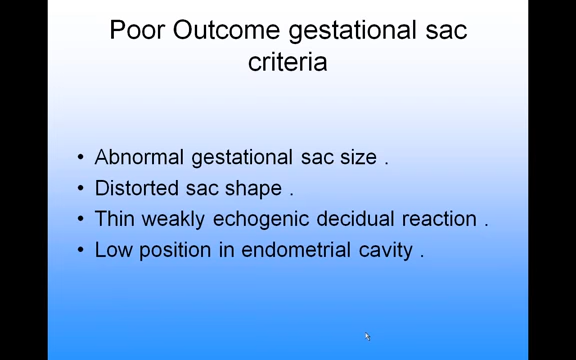 Poor Outcome gestational sac
criteria
• Abnormal gestational sac size .
• Distorted sac shape .
• Thin weakly echogenic decidual reaction .
• Low position in endometrial cavity .